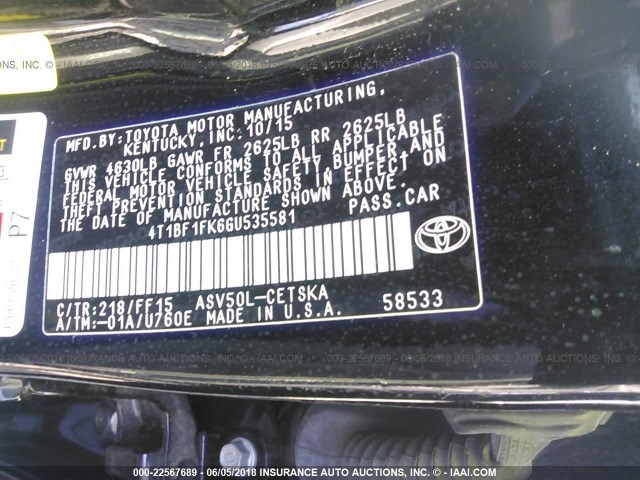 MFD.BY:TOYOTA MOTOR MANUFACTURING,
KENTUCKY, INC. 10/15
GVWR 4630LB GAWR FR 2625LB RR 2625LB
THIS VEHICLE CONFORMS TO ALL APPLICABLE
FEDERAL MOTOR VEHICLE SAFETY, BUMPER, AND
THEFT PREVENTION STANDARDS IN EFFECT ON
THE DATE OF MANUFACTURE SHOWN ABOVE.
4T1BF1FK6GU535581 PASS.CAR
C/TR:218/FF15 ASV50L-CETSKA
A/TM:-01A/U760E MADE IN U.S.A. 58533
P7
000-22567689 - 06/05/2018 - INSURANCE AUTO AUCTIONS, INC. - © IAAI.COM